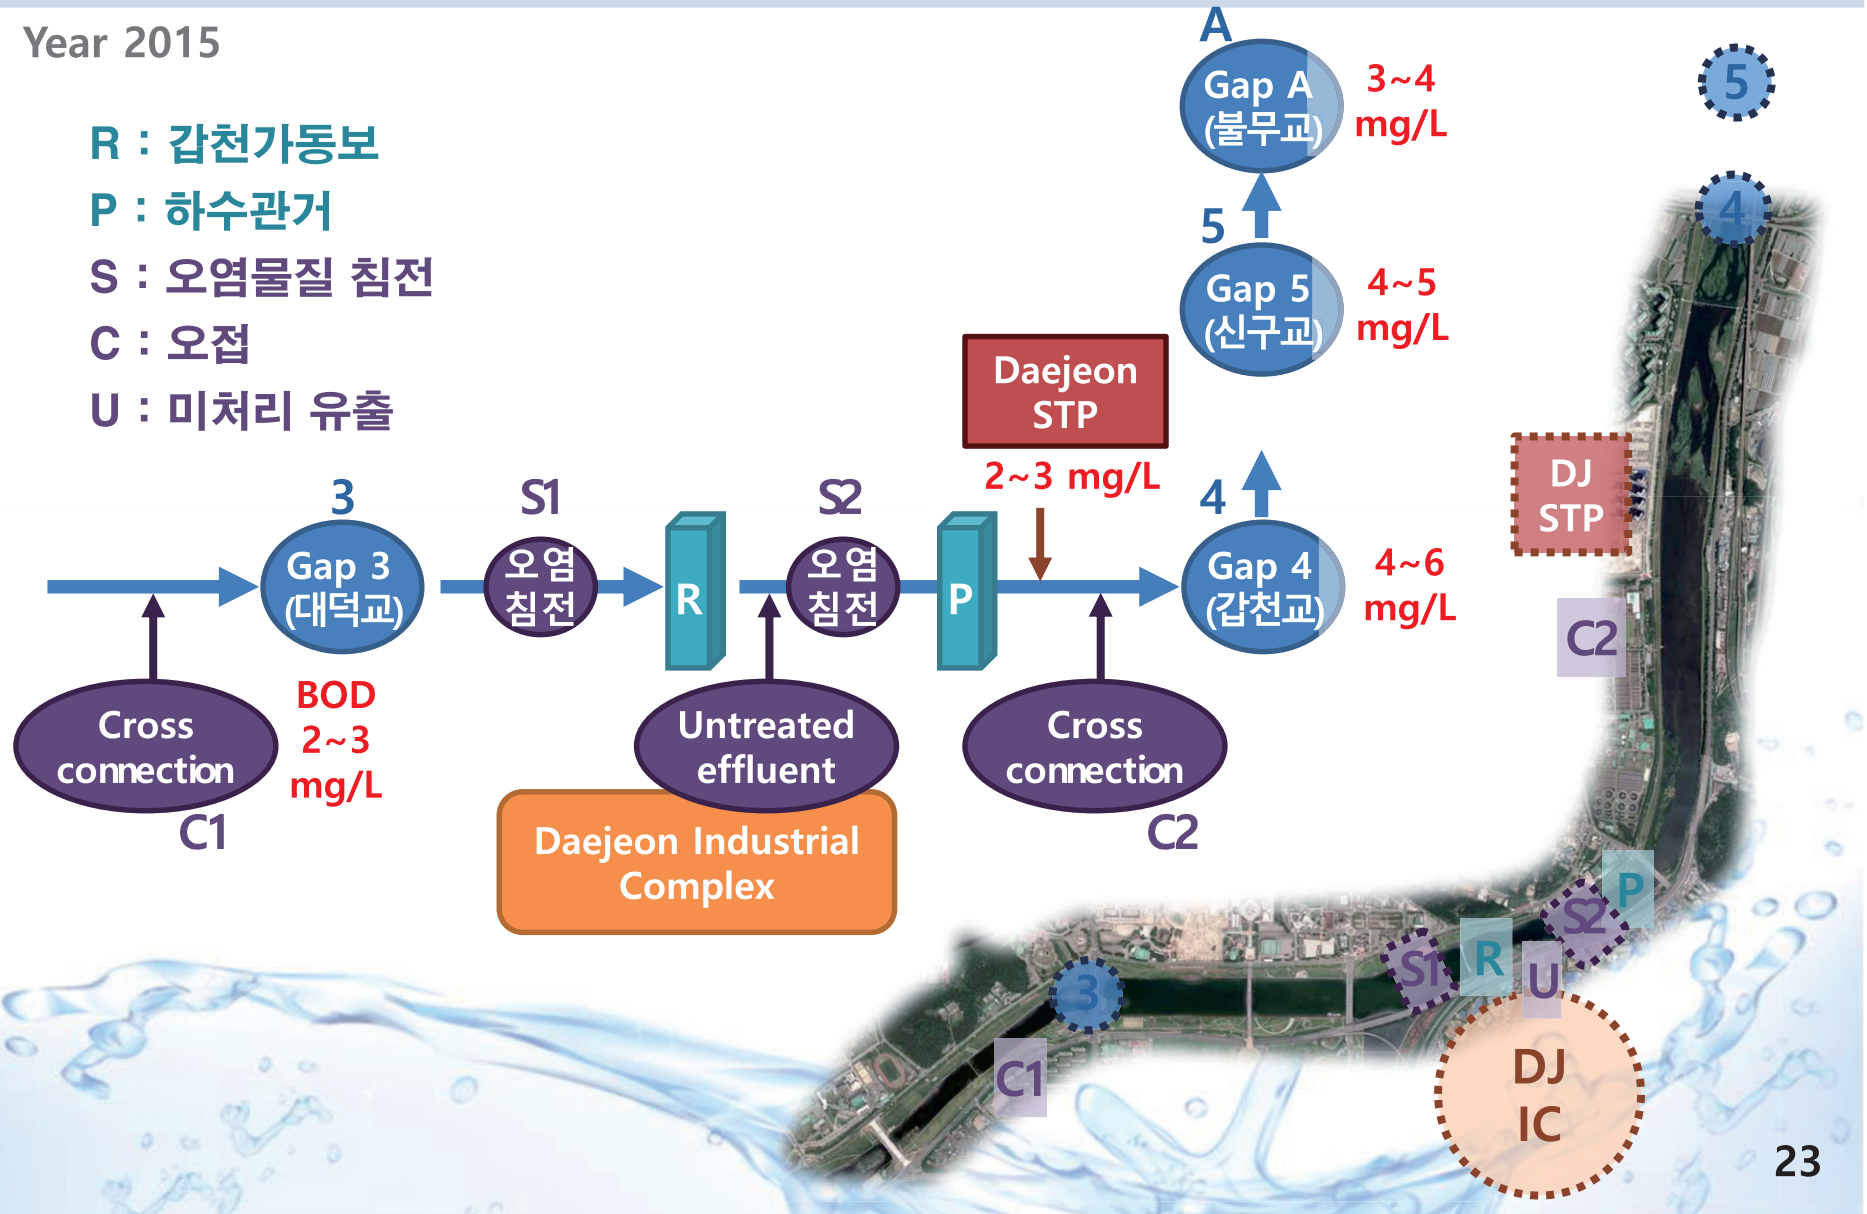 Year 2015
R : 갑천가동보
P : 하수관거
S : 오염물질 침전
C : 오접
U : 미처리 유출
A
Gap A
(불무교)
3~4
mg/L
5
Gap 5
(신구교)
4~5
mg/L
Daejeon
STP
2~3 mg/L
3
Gap 3
(대덕교)
S1
오염
침전
R
S2
오염
침전
P
4
Gap 4
(갑천교)
4~6
mg/L
Cross
connection
C1
BOD
2~3
mg/L
Untreated
effluent
Daejeon Industrial
Complex
Cross
connection
C2
5
4
DJ
STP
C2
P
S2
R
S1
U
3
C1
DJ
IC
23